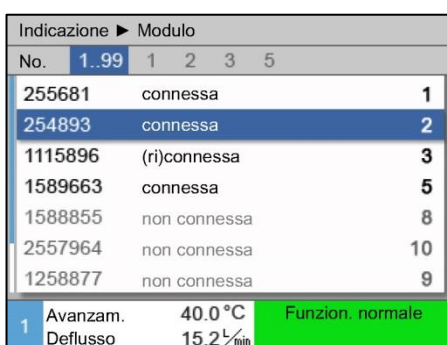 Indicazione ► Modulo
No. 1..99 1 2 3 5
255681 connessa 1
254893 connessa 2
1115896 (ri)connessa 3
1589663 connessa 5
1588855 non connessa 8
2557964 non connessa 10
1258877 non connessa 9
1 Avanzam. 40.0 °C Funzion. normale
Deflusso 15.2 L/min